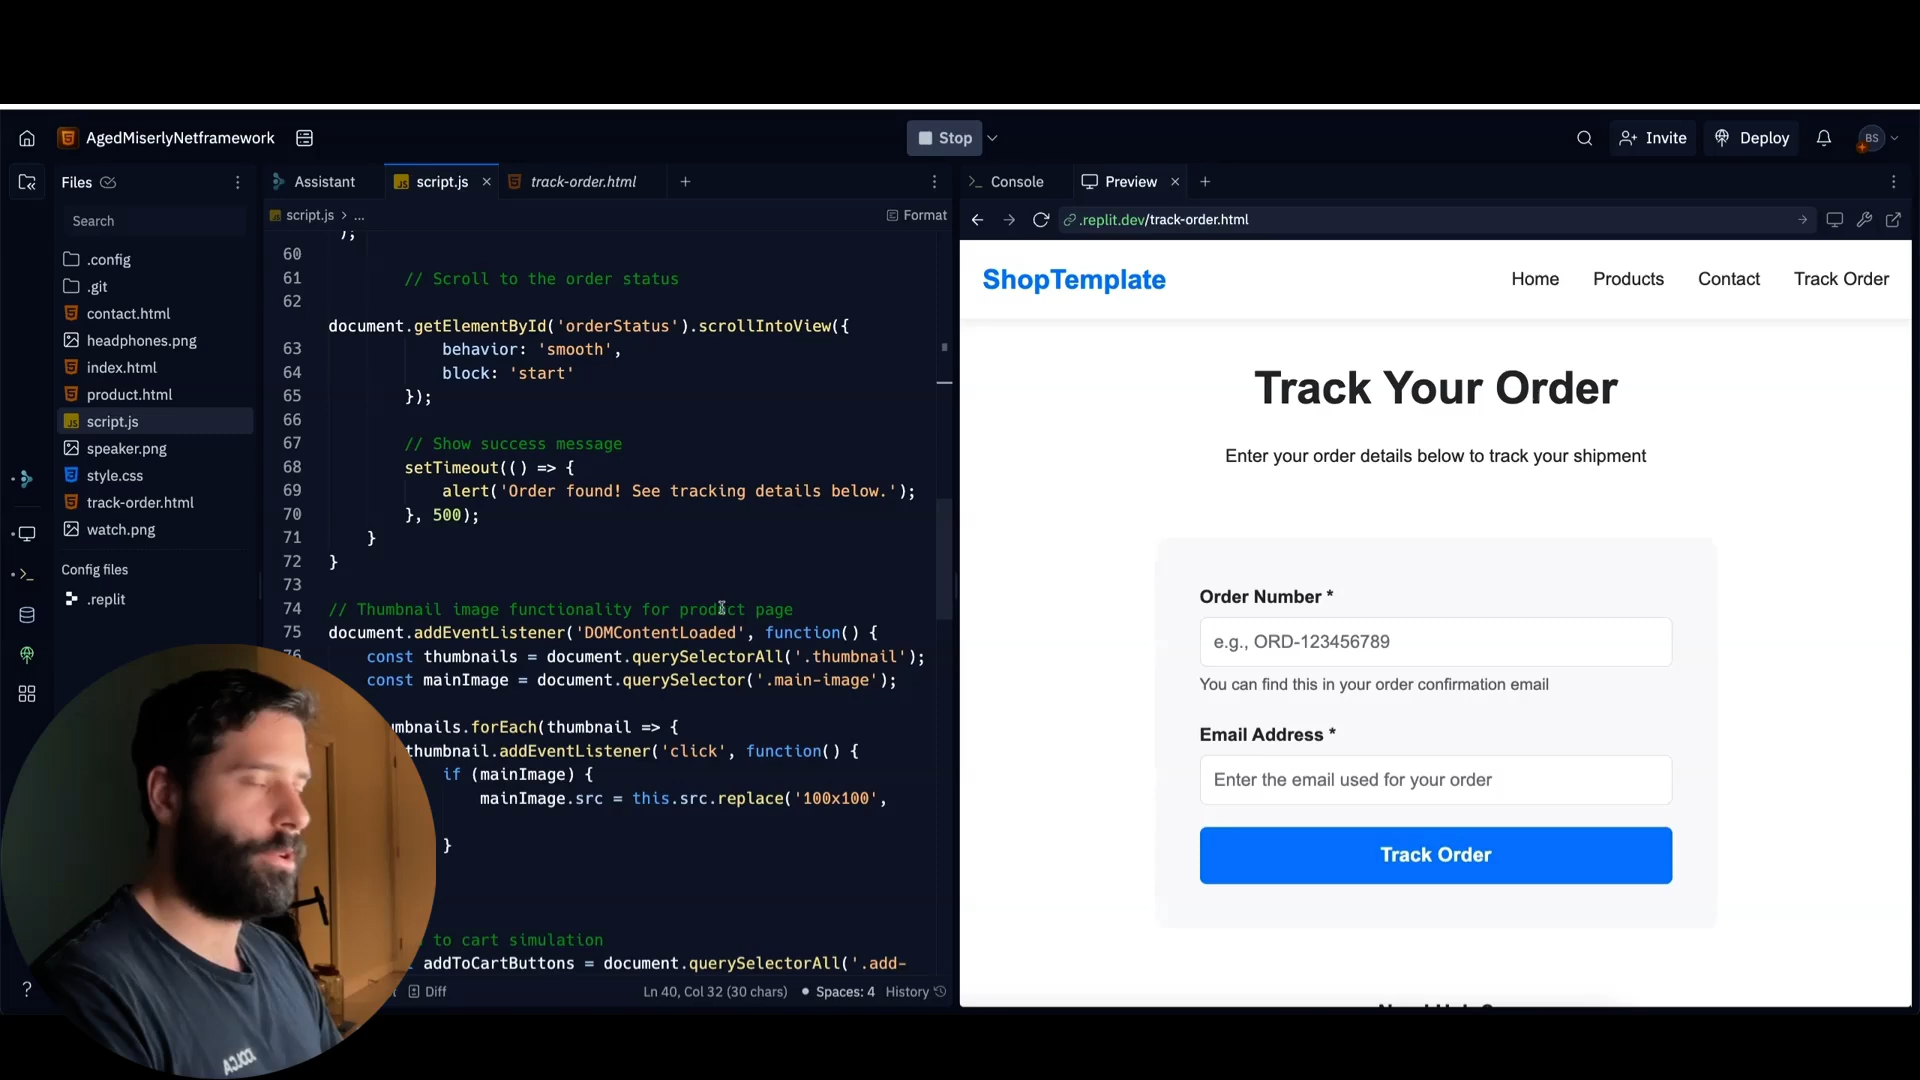 AgedMiserlyNetframework
Stop
Invite
Deploy
BS
Files
Assistant
script.js
track-order.html
Console
Preview
Search
script.js > ...
Format
.replit.dev/track-order.html
.config
.git
contact.html
headphones.png
index.html
product.html
script.js
speaker.png
style.css
track-order.html
watch.png
Config files
.replit
);
60
61 // Scroll to the order status
62
document.getElementById('orderStatus').scrollIntoView({
63 behavior: 'smooth',
64 block: 'start'
65 });
66
67 // Show success message
68 setTimeout(() => {
69 alert('Order found! See tracking details below.');
70 }, 500);
71 }
72 }
73
74 // Thumbnail image functionality for product page
75 document.addEventListener('DOMContentLoaded', function() {
76 const thumbnails = document.querySelectorAll('.thumbnail');
const mainImage = document.querySelector('.main-image');
umbnails.forEach(thumbnail => {
thumbnail.addEventListener('click', function() {
if (mainImage) {
mainImage.src = this.src.replace('100x100',
}
to cart simulation
addToCartButtons = document.querySelectorAll('.add-
Diff
Ln 40, Col 32 (30 chars)
Spaces: 4
History
ShopTemplate
Home
Products
Contact
Track Order
Track Your Order
Enter your order details below to track your shipment
Order Number *
e.g., ORD-123456789
You can find this in your order confirmation email
Email Address *
Enter the email used for your order
Track Order